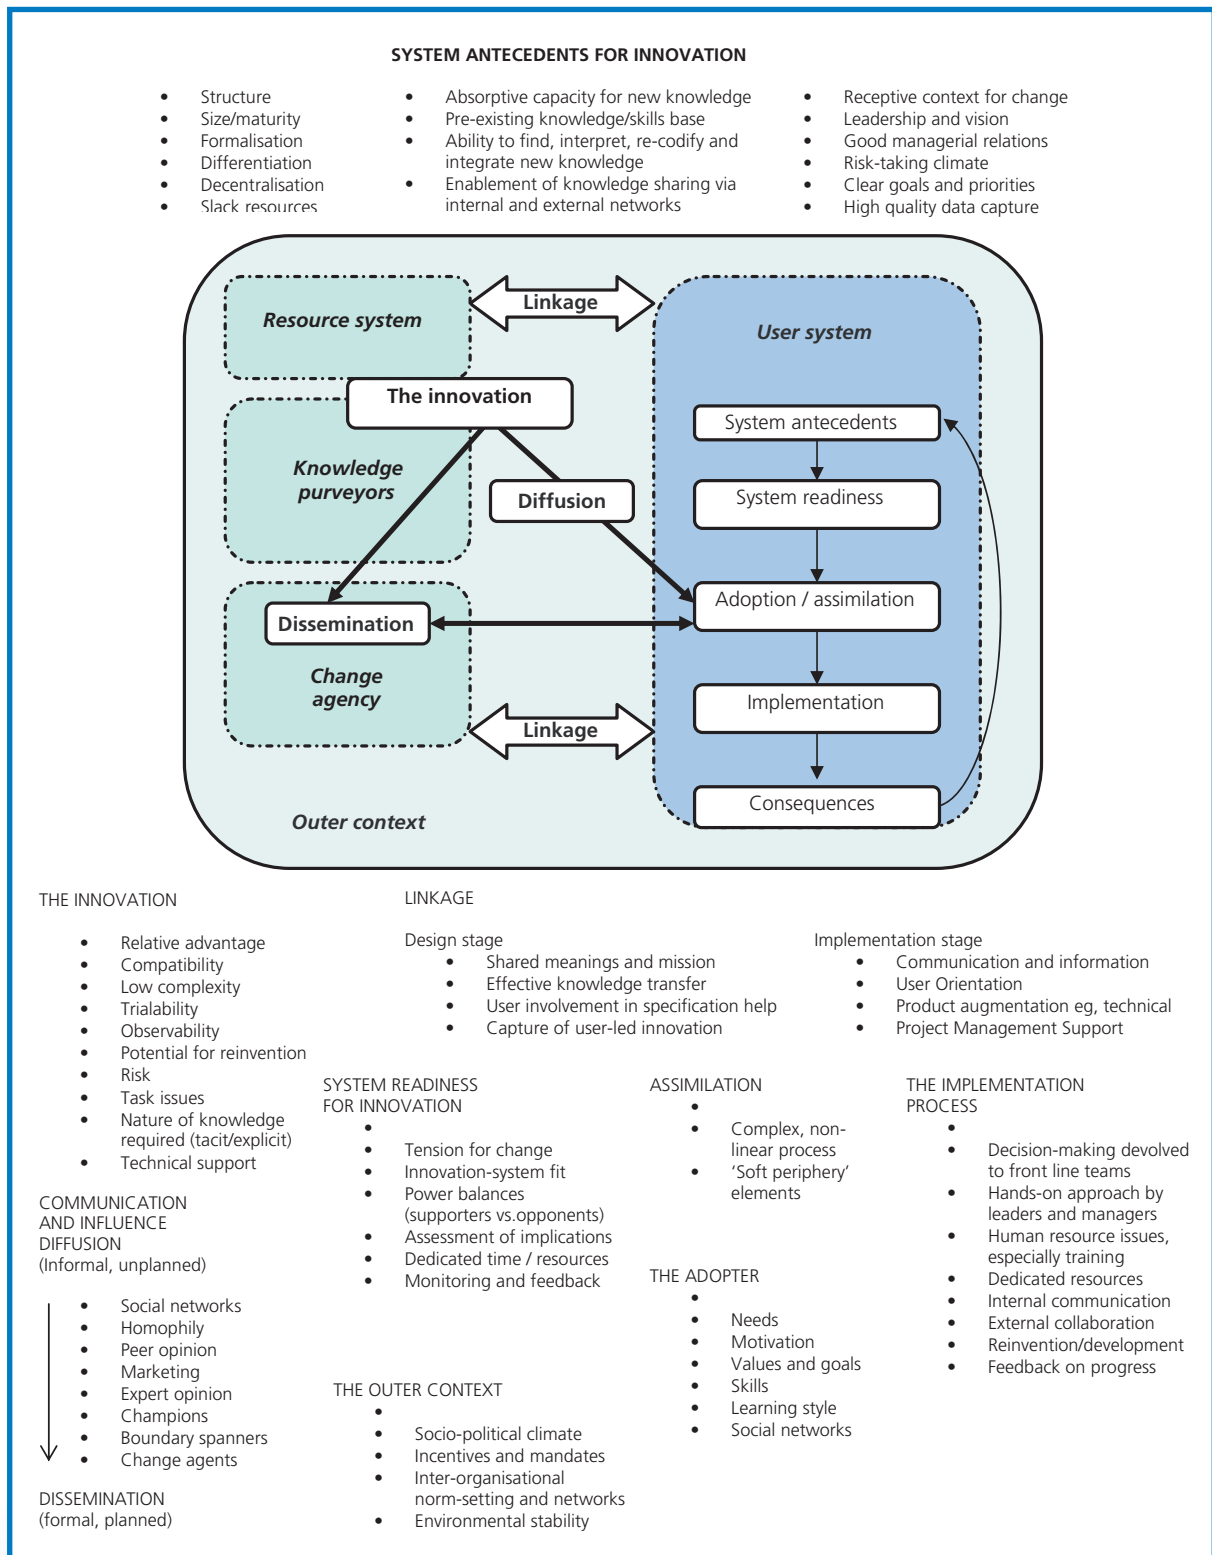 SYSTEM ANTECEDENTS FOR INNOVATION
• Structure
• Size/maturity
• Formalisation
• Differentiation
• Decentralisation
• Slack resources
• Absorptive capacity for new knowledge
• Pre-existing knowledge/skills base
• Ability to find, interpret, re-codify and
integrate new knowledge
• Enablement of knowledge sharing via
internal and external networks
• Receptive context for change
• Leadership and vision
• Good managerial relations
• Risk-taking climate
• Clear goals and priorities
• High quality data capture
Resource system
Linkage
User system
The innovation
System antecedents
Knowledge
purveyors
Diffusion
System readiness
Adoption / assimilation
Dissemination
Change
agency
Implementation
Linkage
Consequences
Outer context
THE INNOVATION
• Relative advantage
• Compatibility
• Low complexity
• Trialability
• Observability
• Potential for reinvention
• Risk
• Task issues
• Nature of knowledge
required (tacit/explicit)
• Technical support
LINKAGE
Design stage
• Shared meanings and mission
• Effective knowledge transfer
• User involvement in specification help
• Capture of user-led innovation
Implementation stage
• Communication and information
• User Orientation
• Product augmentation eg, technical
• Project Management Support
COMMUNICATION
AND INFLUENCE
DIFFUSION
(Informal, unplanned)
• Social networks
• Homophily
• Peer opinion
• Marketing
• Expert opinion
• Champions
• Boundary spanners
• Change agents
DISSEMINATION
(formal, planned)
SYSTEM READINESS
FOR INNOVATION
•
• Tension for change
• Innovation-system fit
• Power balances
(supporters vs.opponents)
• Assessment of implications
• Dedicated time / resources
• Monitoring and feedback
THE OUTER CONTEXT
•
• Socio-political climate
• Incentives and mandates
• Inter-organisational
norm-setting and networks
• Environmental stability
ASSIMILATION
•
• Complex, non-
linear process
• ‘Soft periphery’
elements
THE ADOPTER
•
• Needs
• Motivation
• Values and goals
• Skills
• Learning style
• Social networks
THE IMPLEMENTATION
PROCESS
•
• Decision-making devolved
to front line teams
• Hands-on approach by
leaders and managers
• Human resource issues,
especially training
• Dedicated resources
• Internal communication
• External collaboration
• Reinvention/development
• Feedback on progress